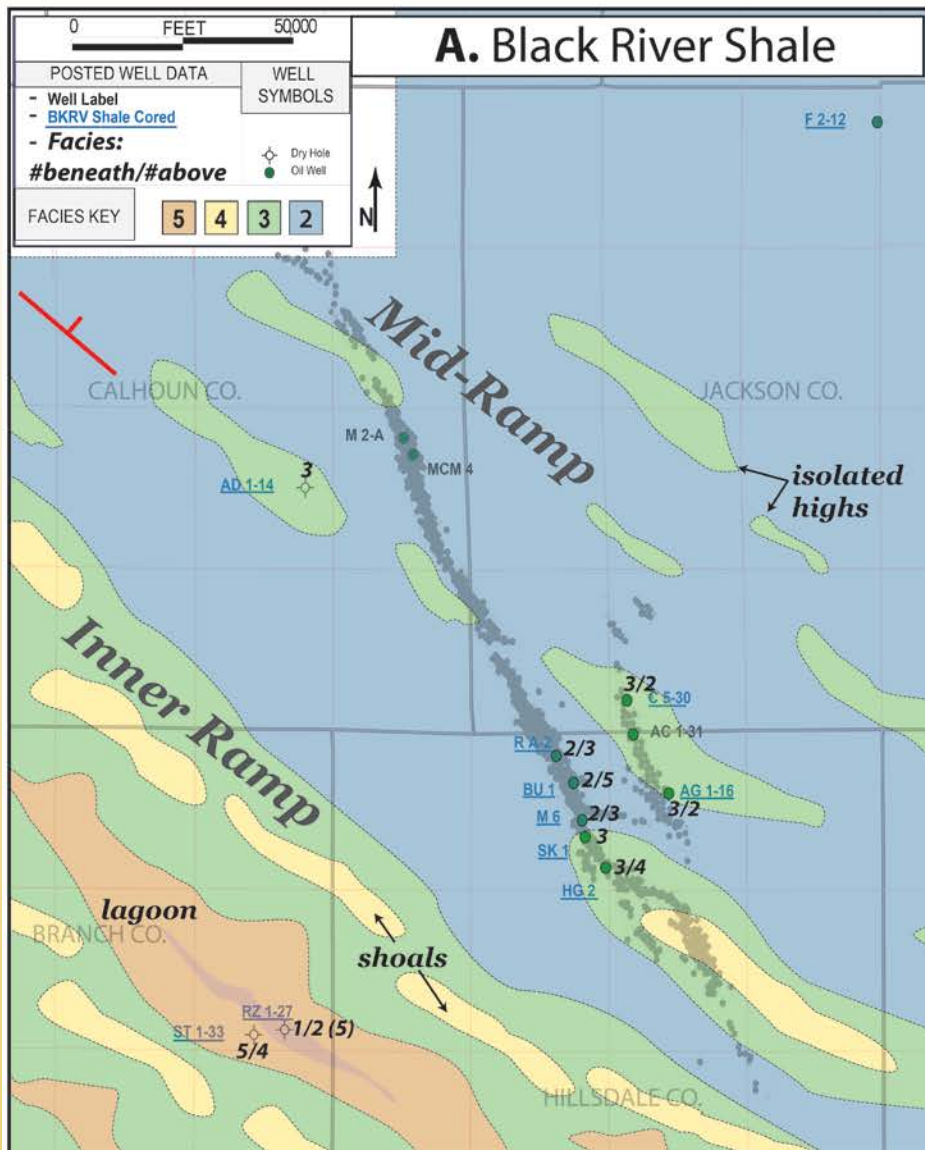 0 FEET 50,000
A. Black River Shale
POSTED WELL DATA
WELL
SYMBOLS
- Well Label
- BKRV Shale Cored
- Facies:
#beneath/#above
Dry Hole
Oil Well
FACIES KEY
5 4 3 2
N
F 2-12
Mid-Ramp
CALHOUN CO.
JACKSON CO.
M 2-A
MCM 4
3
AD 1-14
isolated
highs
Inner Ramp
3/2
C 5-30
AC 1-31
R A-2 2/3
BU 1 2/5
AG 1-16
3/2
M 6 2/3
SK 1 3
HG 2 3/4
lagoon
BRANCH CO.
shoals
RZ 1-27
1/2 (5)
ST 1-33
5/4
HILLSDALE CO.